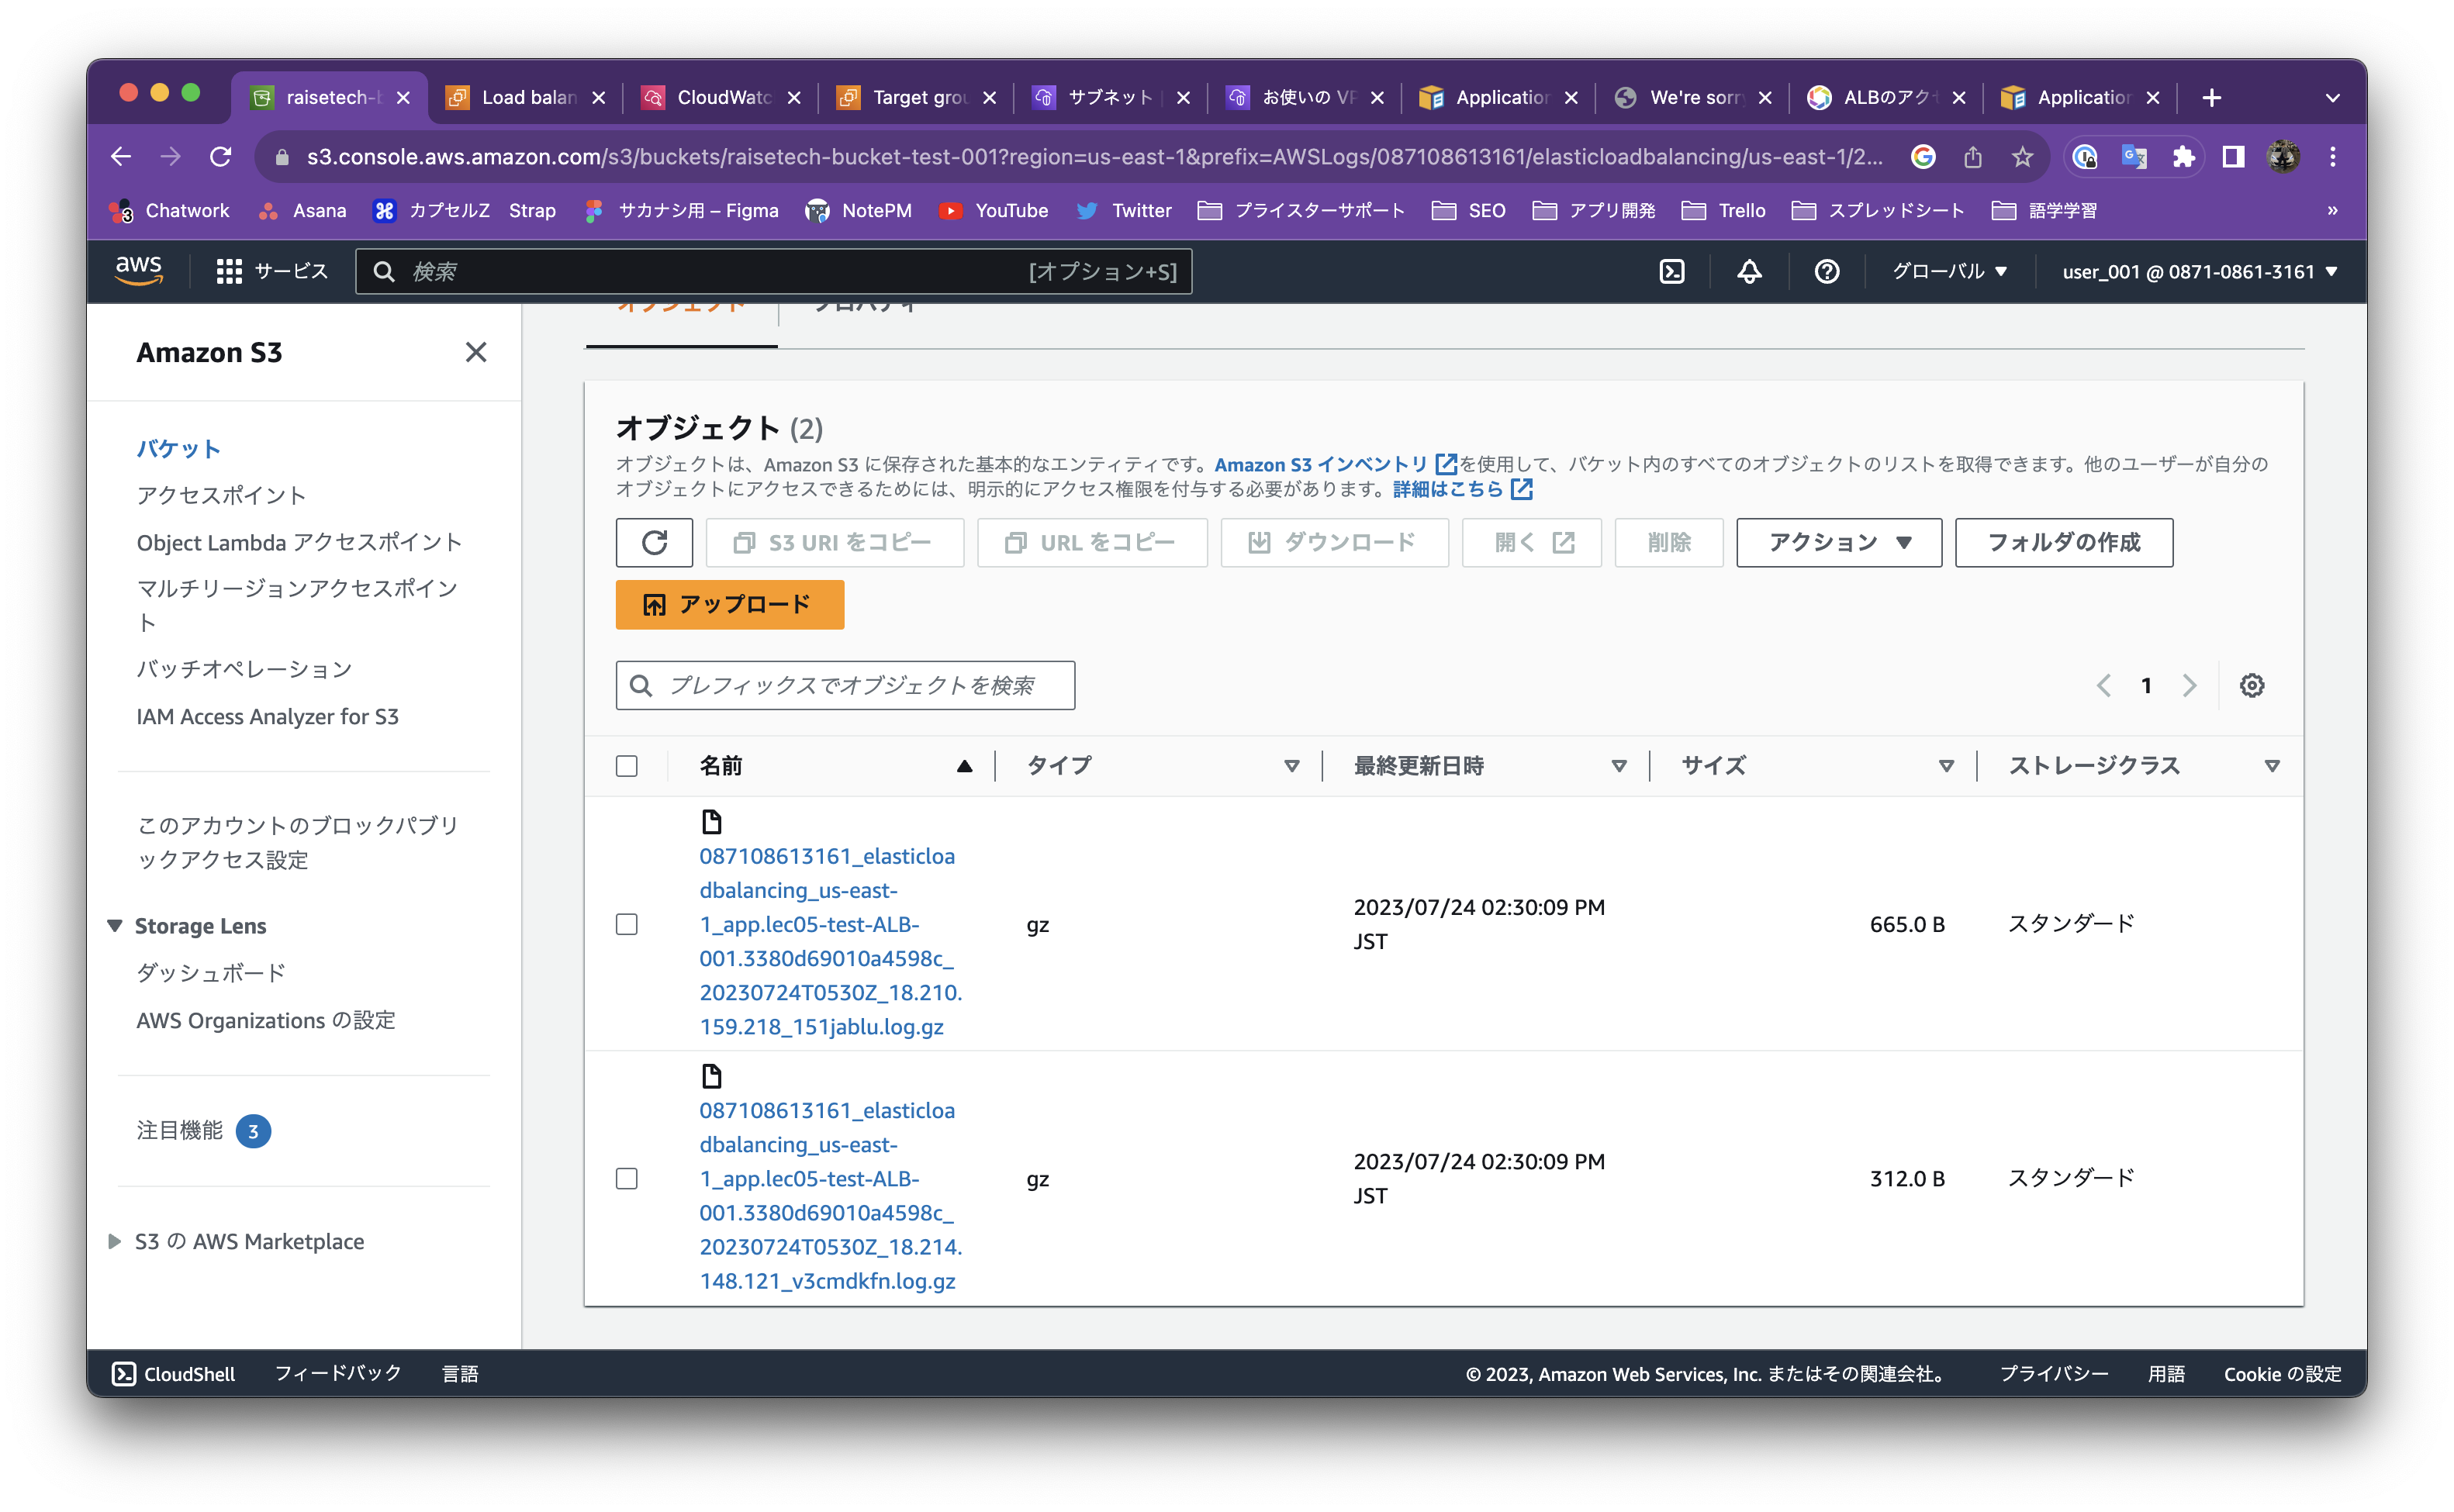 raisetech-b
Load balan
CloudWatc
Target grou
サブネット
お使いの VP
Application
We're sorry
ALBのアクセ
Application
s3.console.aws.amazon.com/s3/buckets/raisetech-bucket-test-001?region=us-east-1&prefix=AWSLogs/087108613161/elasticloadbalancing/us-east-1/2...
3 Chatwork
Asana
カプセルZ
Strap
サカナシ用 – Figma
NotePM
YouTube
Twitter
プライスターサポート
SEO
アプリ開発
Trello
スプレッドシート
語学学習
»
aws
サービス
検索
[オプション+S]
グローバル ▼
user_001 @ 0871-0861-3161 ▼
オブジェクト
プロパティ
Amazon S3
バケット
アクセスポイント
Object Lambda アクセスポイント
マルチリージョンアクセスポイン
ト
バッチオペレーション
IAM Access Analyzer for S3
このアカウントのブロックパブリ
ックアクセス設定
Storage Lens
ダッシュボード
AWS Organizations の設定
注目機能 3
S3 の AWS Marketplace
オブジェクト (2)
オブジェクトは、Amazon S3 に保存された基本的なエンティティです。Amazon S3 インベントリ を使用して、バケット内のすべてのオブジェクトのリストを取得できます。他のユーザーが自分の
オブジェクトにアクセスできるためには、明示的にアクセス権限を付与する必要があります。詳細はこちら
S3 URI をコピー
URL をコピー
ダウンロード
開く
削除
アクション ▼
フォルダの作成
アップロード
プレフィックスでオブジェクトを検索
1
名前
タイプ
最終更新日時
サイズ
ストレージクラス
087108613161_elasticloa
dbalancing_us-east-
1_app.lec05-test-ALB-
001.3380d69010a4598c_
20230724T0530Z_18.210.
159.218_151jablu.log.gz
gz
2023/07/24 02:30:09 PM
JST
665.0 B
スタンダード
087108613161_elasticloa
dbalancing_us-east-
1_app.lec05-test-ALB-
001.3380d69010a4598c_
20230724T0530Z_18.214.
148.121_v3cmdkfn.log.gz
gz
2023/07/24 02:30:09 PM
JST
312.0 B
スタンダード
CloudShell
フィードバック
言語
© 2023, Amazon Web Services, Inc. またはその関連会社。
プライバシー
用語
Cookie の設定